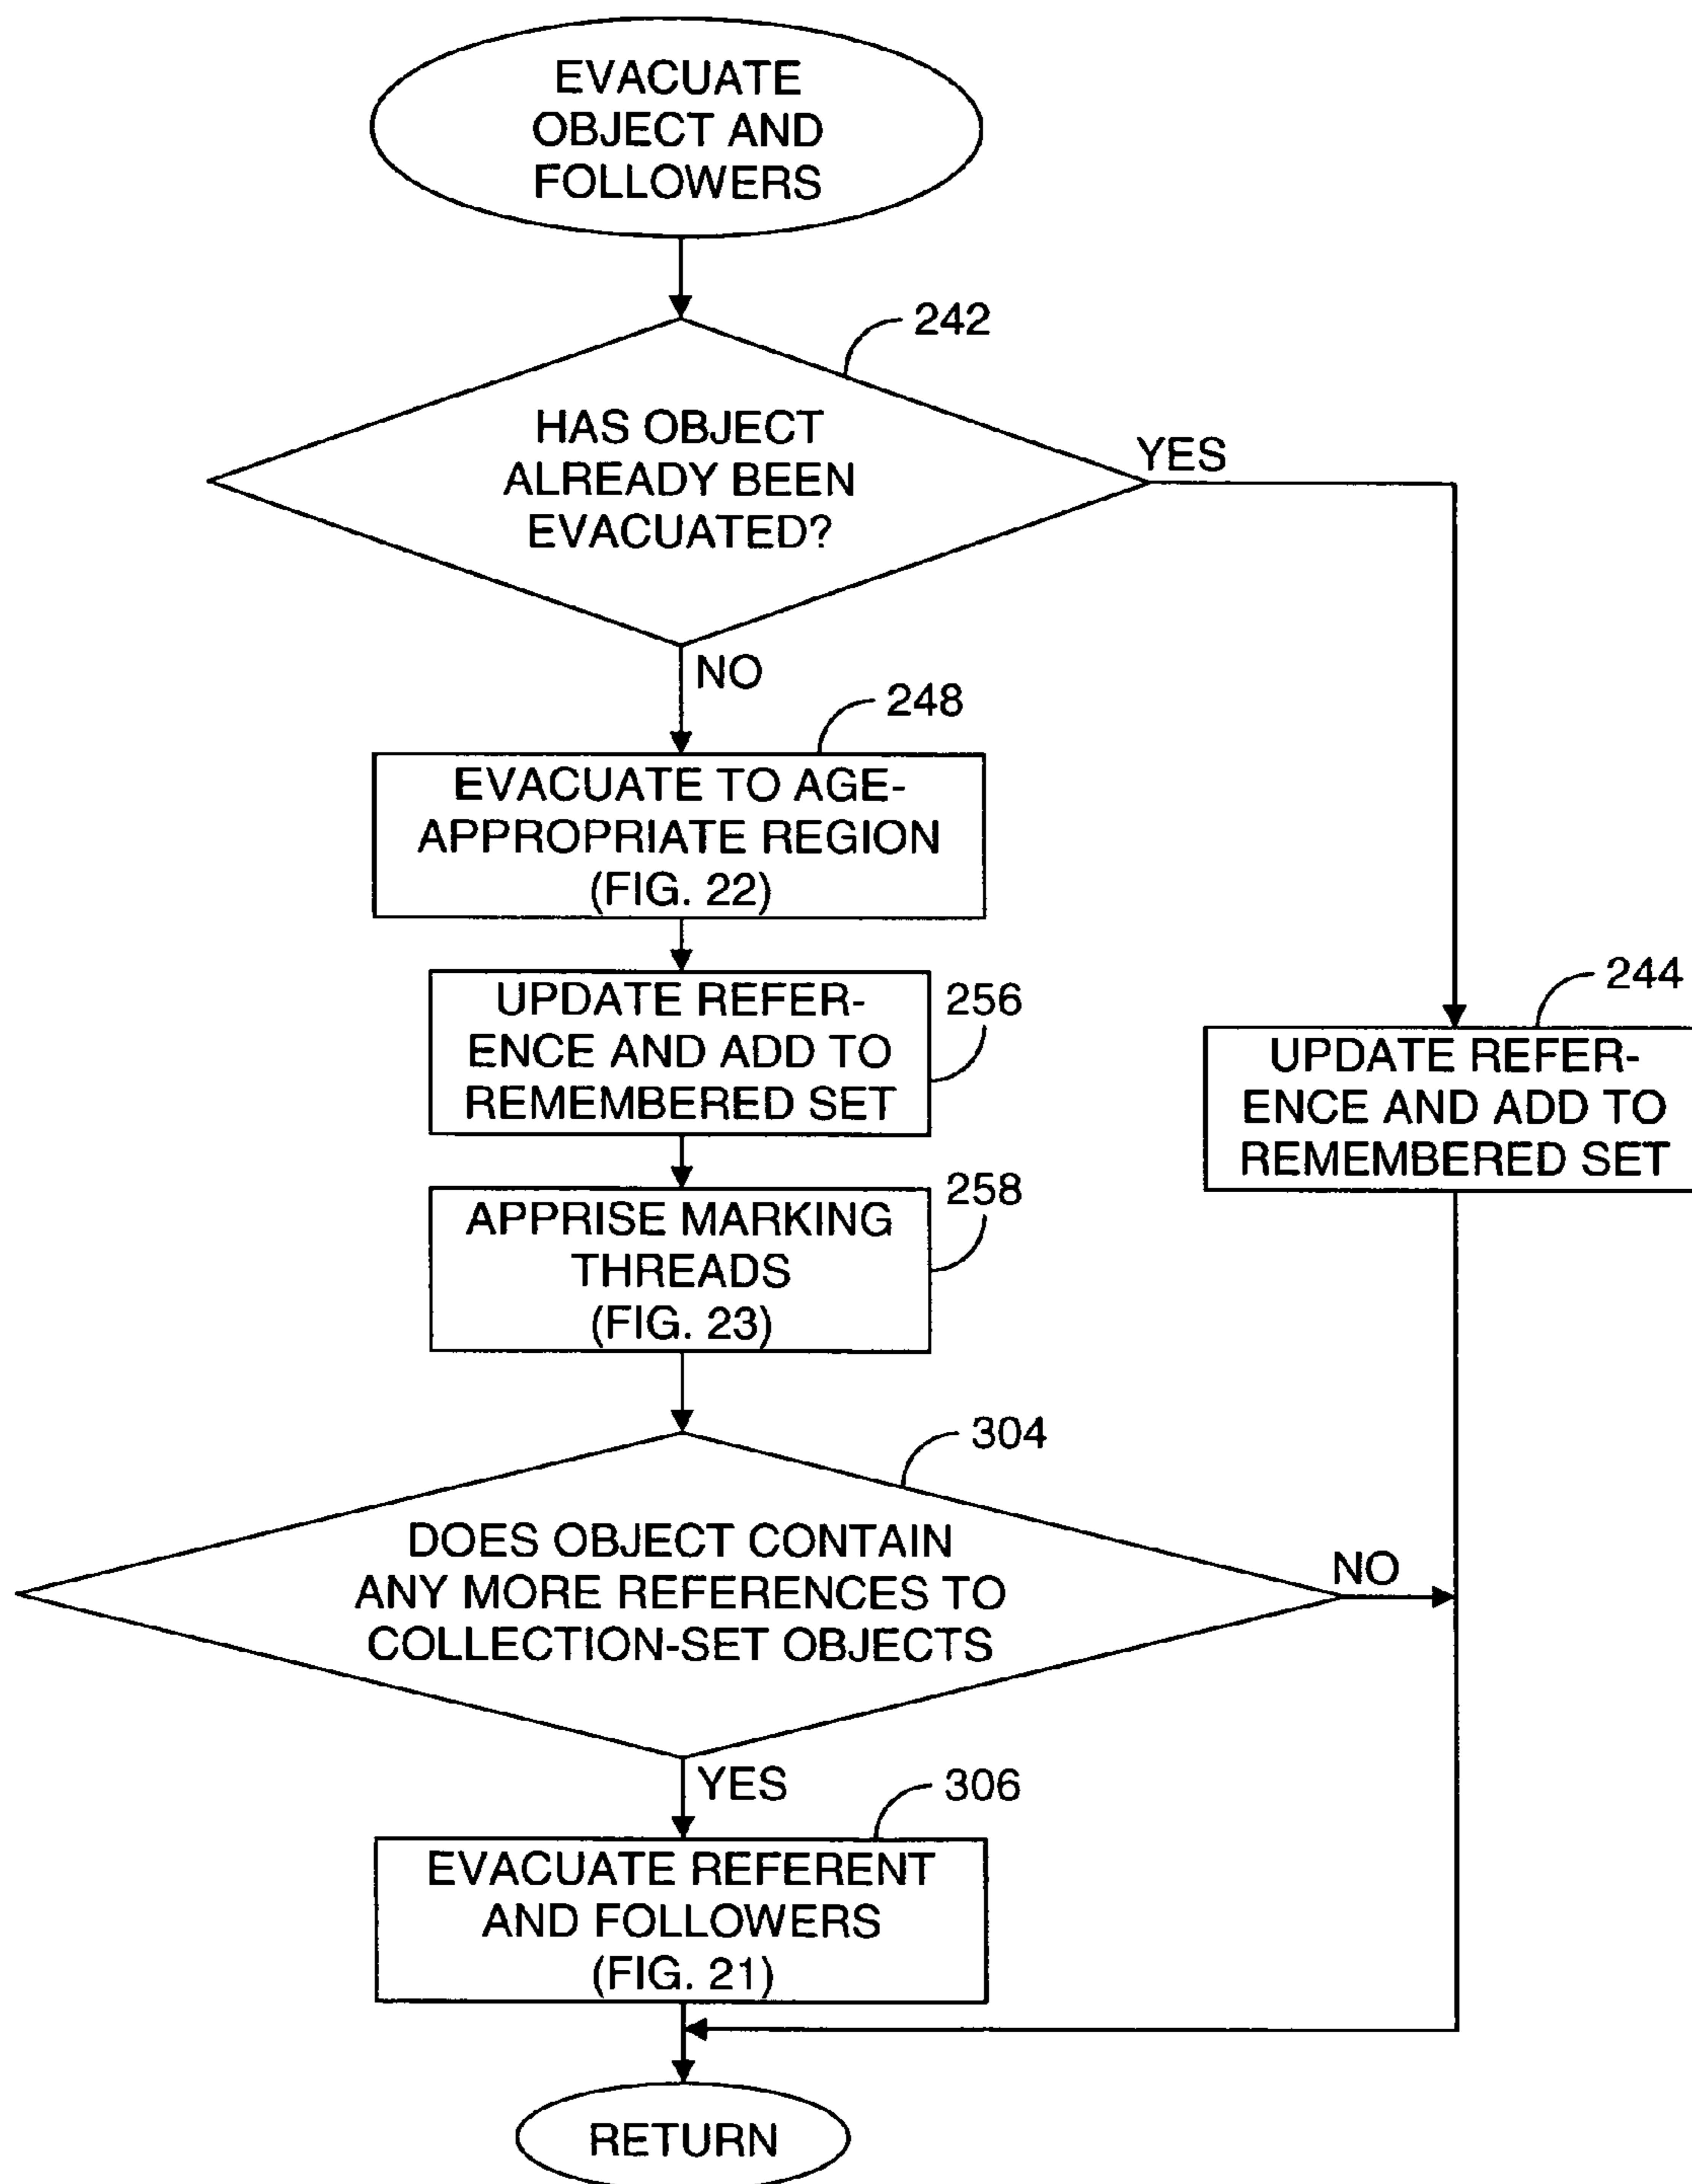 EVACUATE
OBJECT AND
FOLLOWERS
242
HAS OBJECT
ALREADY BEEN
EVACUATED?
YES
NO
248
EVACUATE TO AGE-
APPROPRIATE REGION
(FIG. 22)
UPDATE REFER-
ENCE AND ADD TO
REMEMBERED SET
256
244
UPDATE REFER-
ENCE AND ADD TO
REMEMBERED SET
APPRISE MARKING
THREADS
(FIG. 23)
258
304
DOES OBJECT CONTAIN
ANY MORE REFERENCES TO
COLLECTION-SET OBJECTS
NO
YES
306
EVACUATE REFERENT
AND FOLLOWERS
(FIG. 21)
RETURN